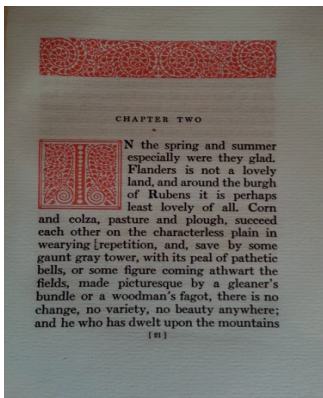 CHAPTER TWO
IN the spring and summer
especially were they glad.
Flanders is not a lovely
land, and around the burgh
of Rubens it is perhaps
least lovely of all. Corn
and colza, pasture and plough, succeed
each other on the characterless plain in
wearying repetition, and, save by some
gaunt gray tower, with its peal of pathetic
bells, or some figure coming athwart the
fields, made picturesque by a gleaner's
bundle or a woodman's fagot, there is no
change, no variety, no beauty anywhere;
and he who has dwelt upon the mountains
[ 21 ]